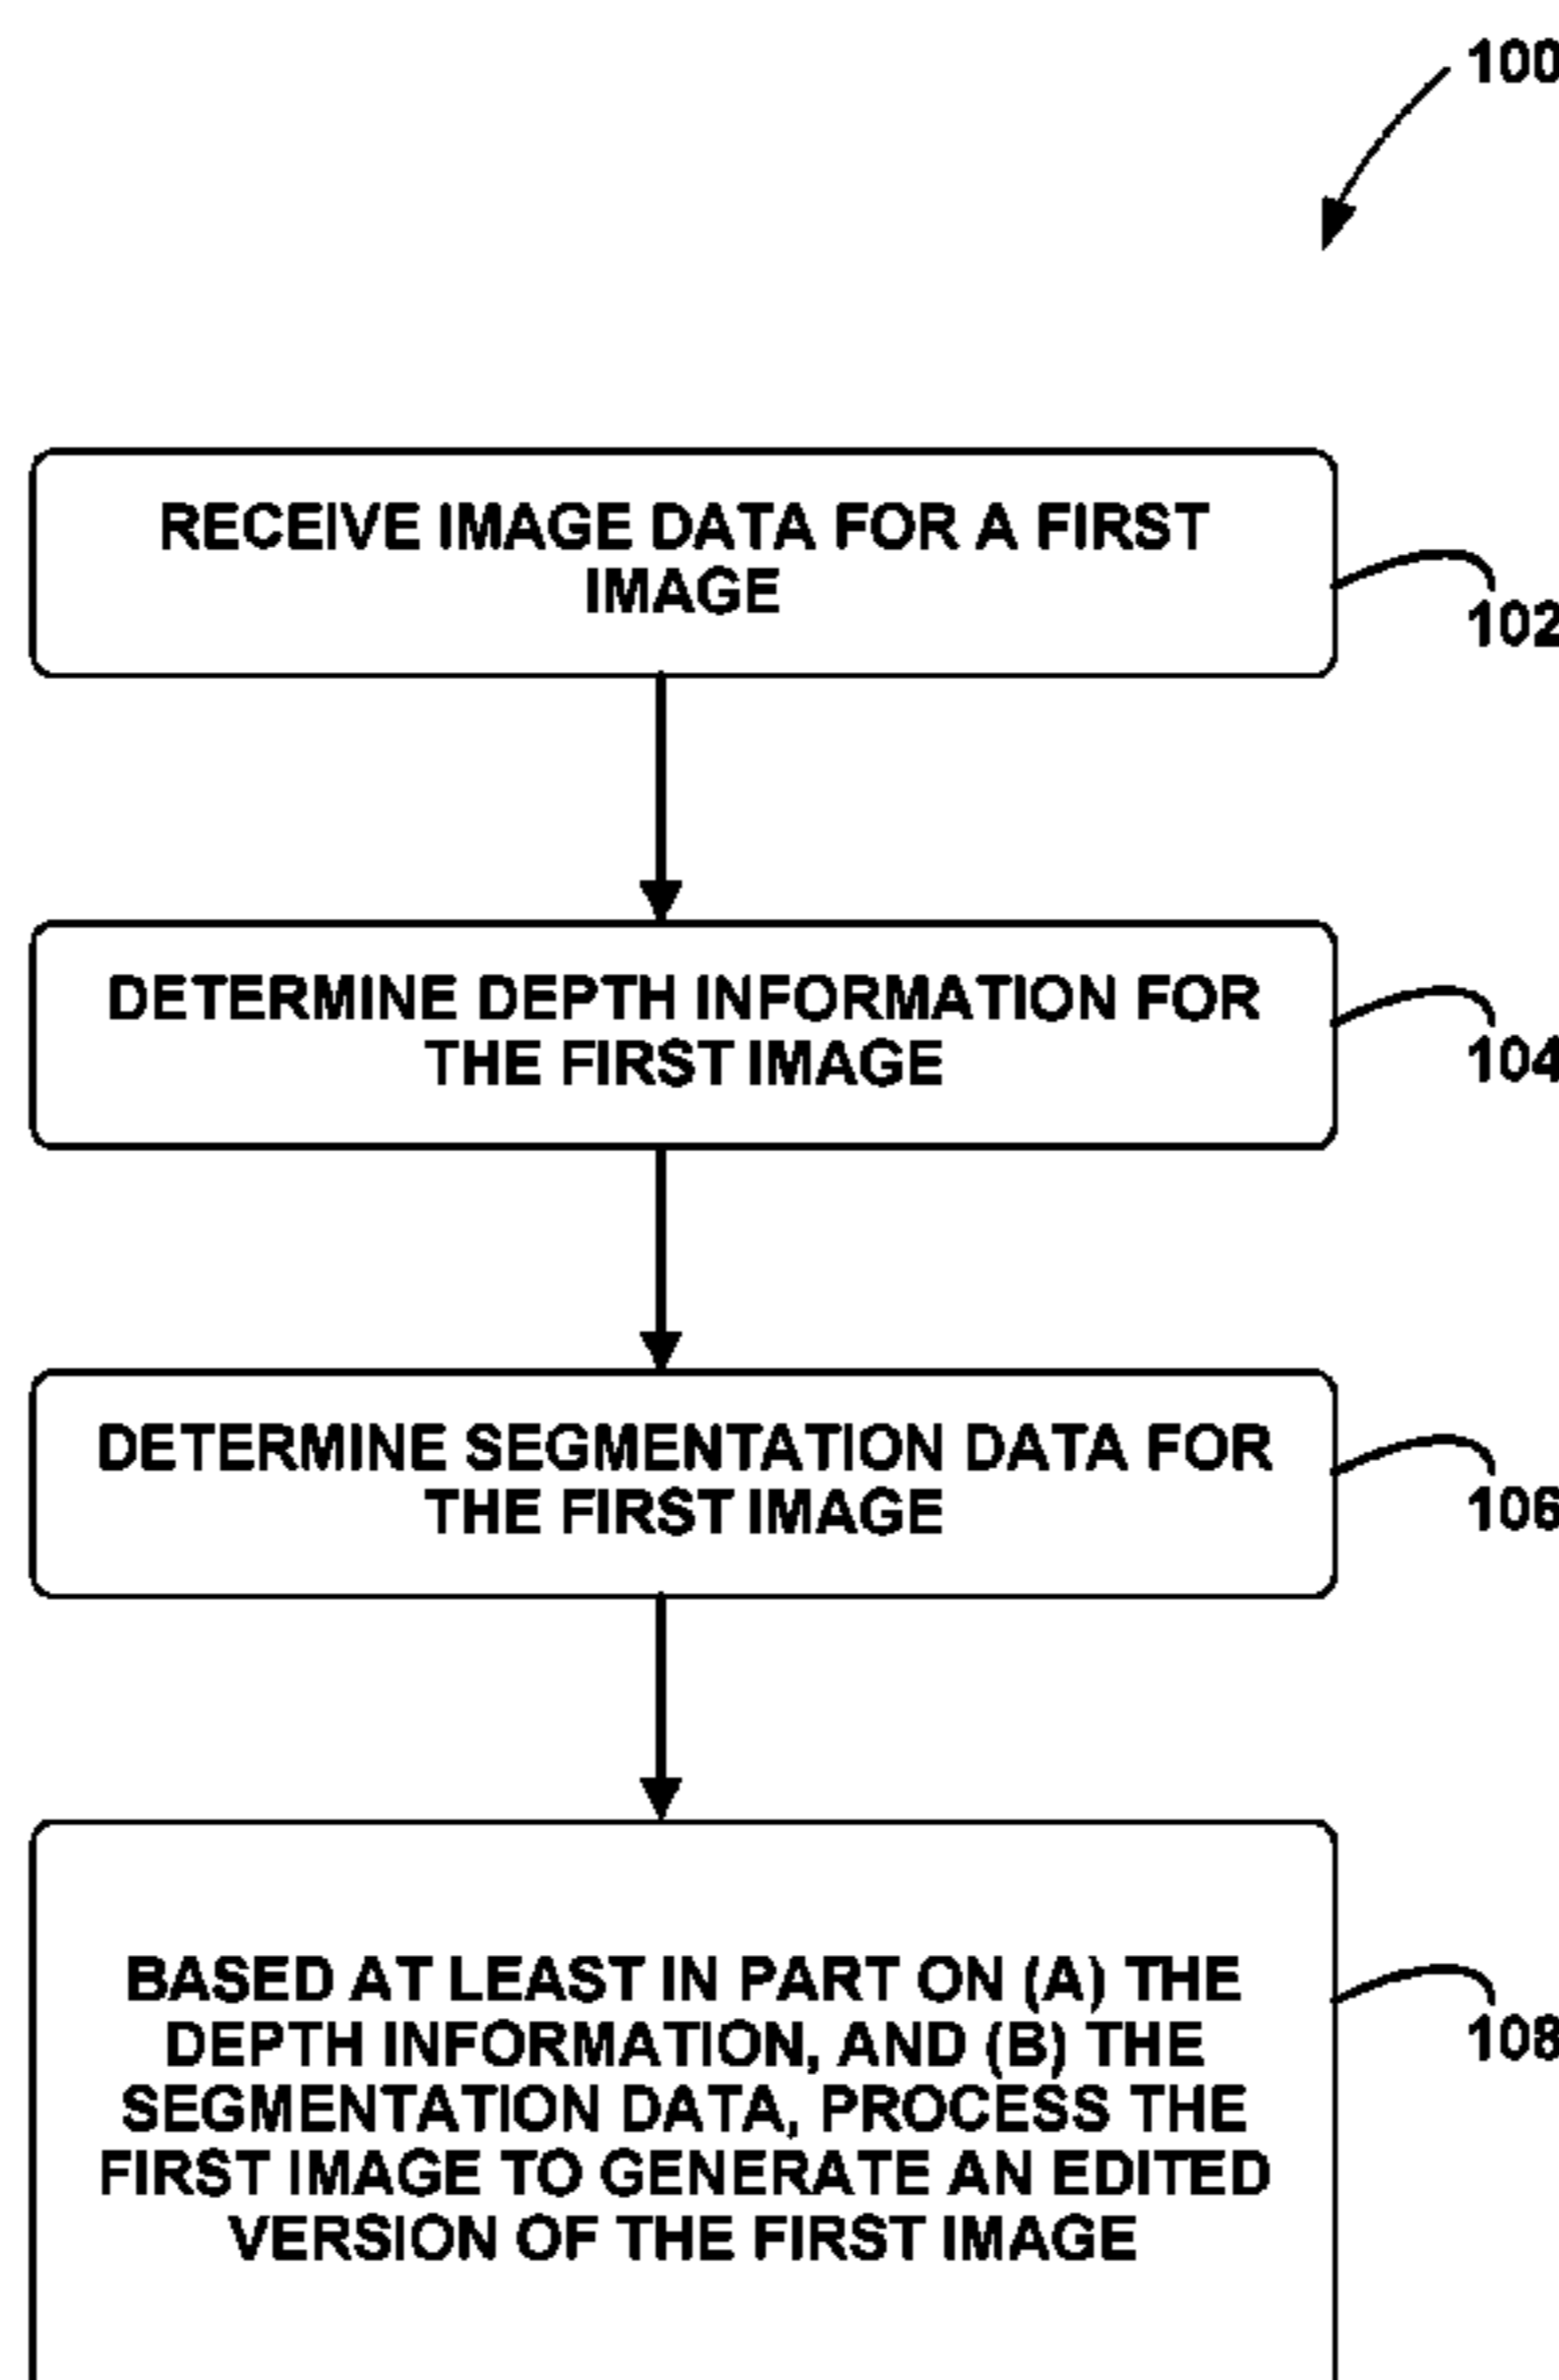 100
RECEIVE IMAGE DATA FOR A FIRST
IMAGE
102
DETERMINE DEPTH INFORMATION FOR
THE FIRST IMAGE
104
DETERMINE SEGMENTATION DATA FOR
THE FIRST IMAGE
106
BASED AT LEAST IN PART ON (A) THE
DEPTH INFORMATION, AND (B) THE
SEGMENTATION DATA, PROCESS THE
FIRST IMAGE TO GENERATE AN EDITED
VERSION OF THE FIRST IMAGE
108